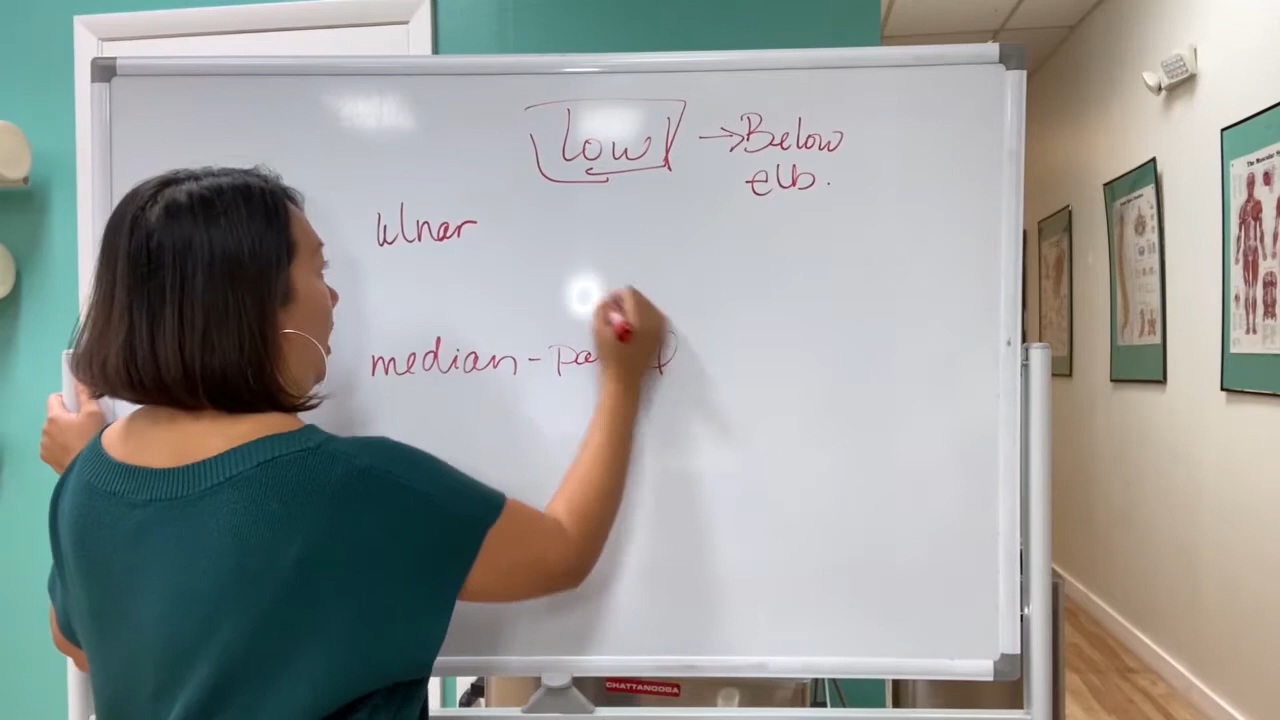 low → Below
elb.
ulnar
median -
CHATTANOOGA